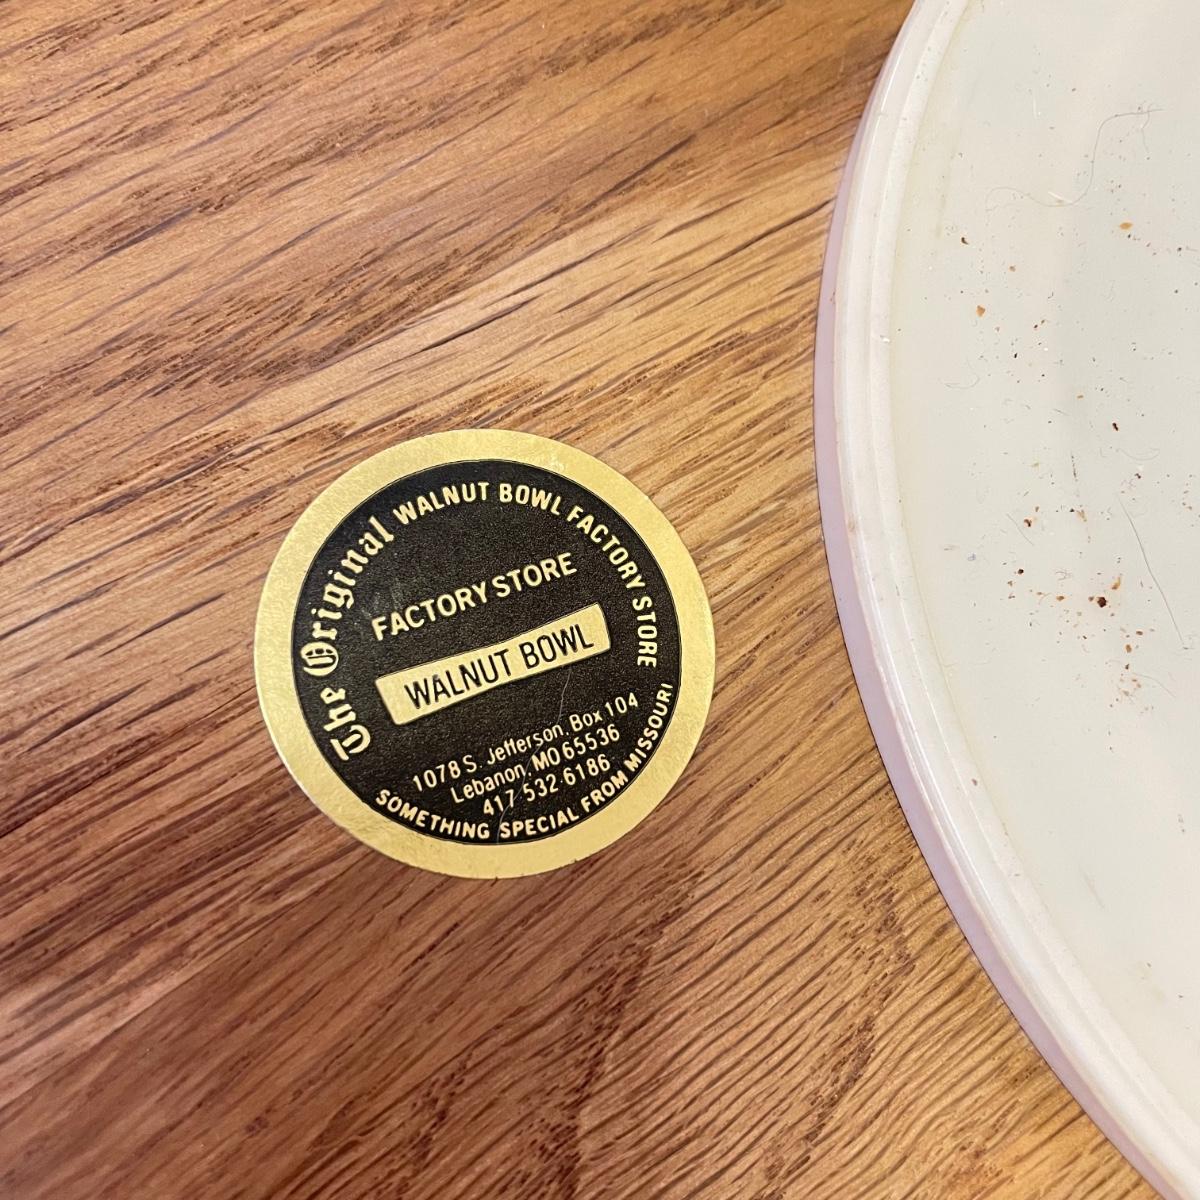 The Original WALNUT BOWL FACTORY STORE
FACTORY STORE
WALNUT BOWL
1078 S. Jefferson, Box 104
Lebanon, MO 65536
417-532-6186
SOMETHING SPECIAL FROM MISSOURI